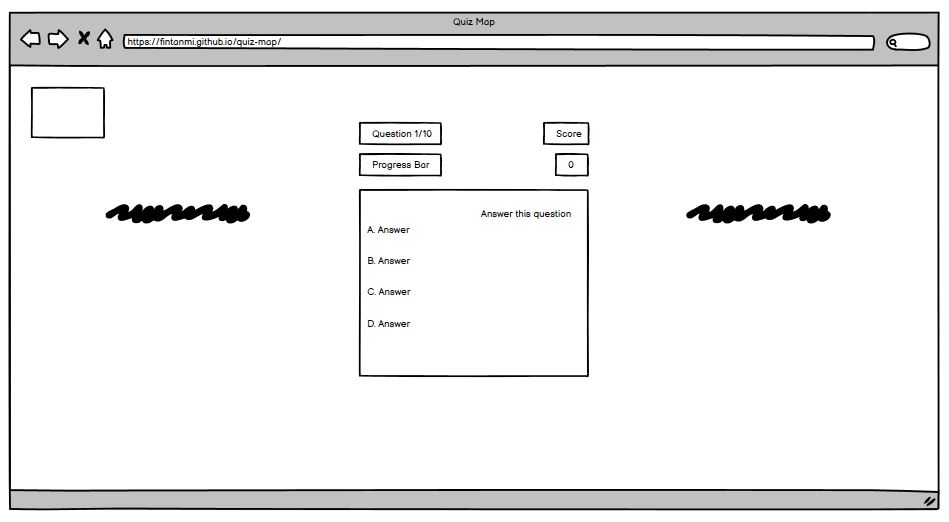 Quiz Map
https://fintanmi.github.io/quiz-map/
Question 1/10
Score
Progress Bar
0
Answer this question
A. Answer
B. Answer
C. Answer
D. Answer